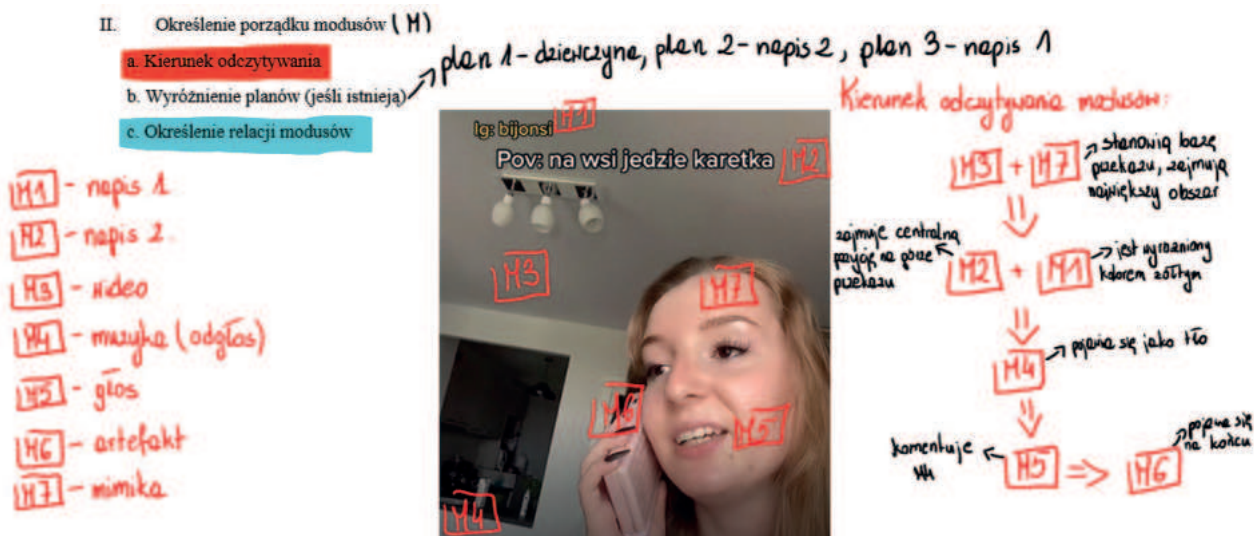 II. Określenie porządku modusów (M)
a. Kierunek odczytywania
b. Wyróżnienie planów (jeśli istnieją)
plan 1 - dziewczyna, plan 2 - napis 2, plan 3 - napis 1
c. Określenie relacji modusów
M1 - napis 1
M2 - napis 2
M3 - wideo
M4 - muzyka (odgłos)
M5 - głos
M6 - artefakt
M7 - mimika
Ig: bijonsi M1
Pov: na wsi jedzie karetka M2
M3
M7
M6
M5
M4
Kierunek odczytywania modusów:
M3 + M7
stanowią bazę
przekazu, zajmują
największy obszar
zajmuje centralną
pozycję na górze
przekazu
M2 + M1
jest wyróżniony
kolorem żółtym
M4
pojawia się jako tło
komentuje
M4
M5 => M6
pojawia się
na końcu